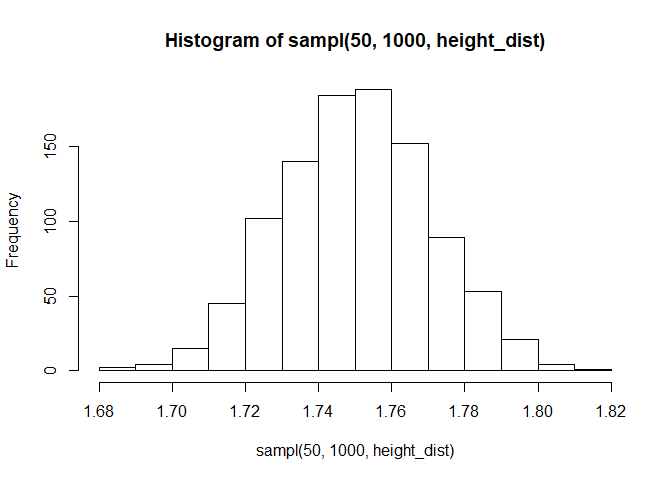 Histogram of sampl(50, 1000, height_dist)
Frequency
150
100
50
0
1.68 1.70 1.72 1.74 1.76 1.78 1.80 1.82
sampl(50, 1000, height_dist)